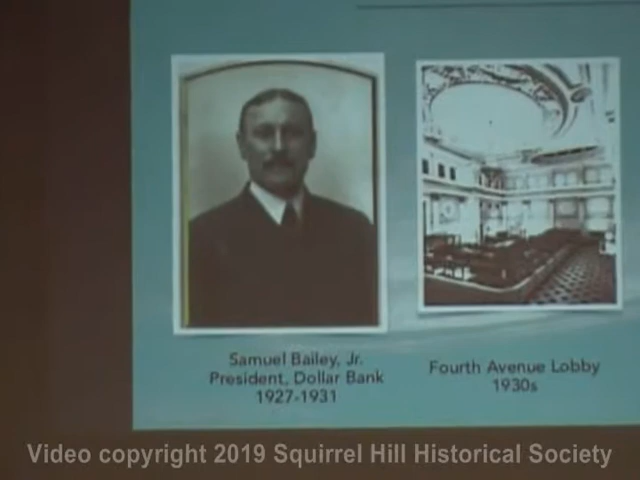 Samuel Bailey, Jr.
President, Dollar Bank
1927-1931
Fourth Avenue Lobby
1930s
Video copyright 2019 Squirrel Hill Historical Society